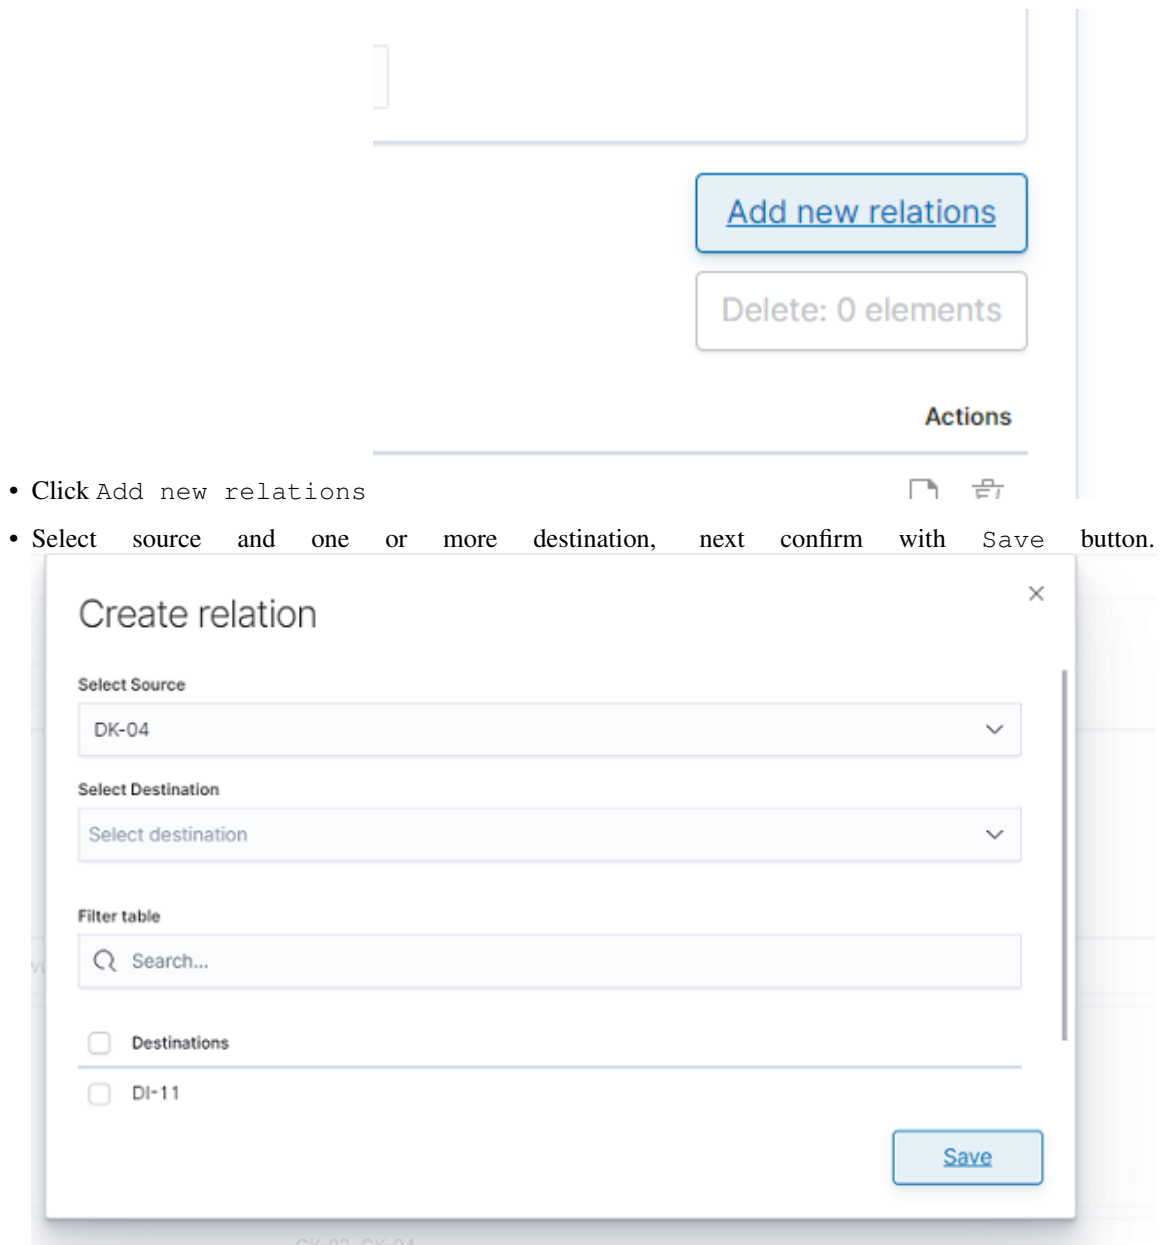 Add new relations
Delete: 0 elements
Actions
• Click Add new relations
• Select source and one or more destination, next confirm with Save button.
Create relation
Select Source
DK-04
Select Destination
Select destination
Filter table
Search...
Destinations
DI-11
Save